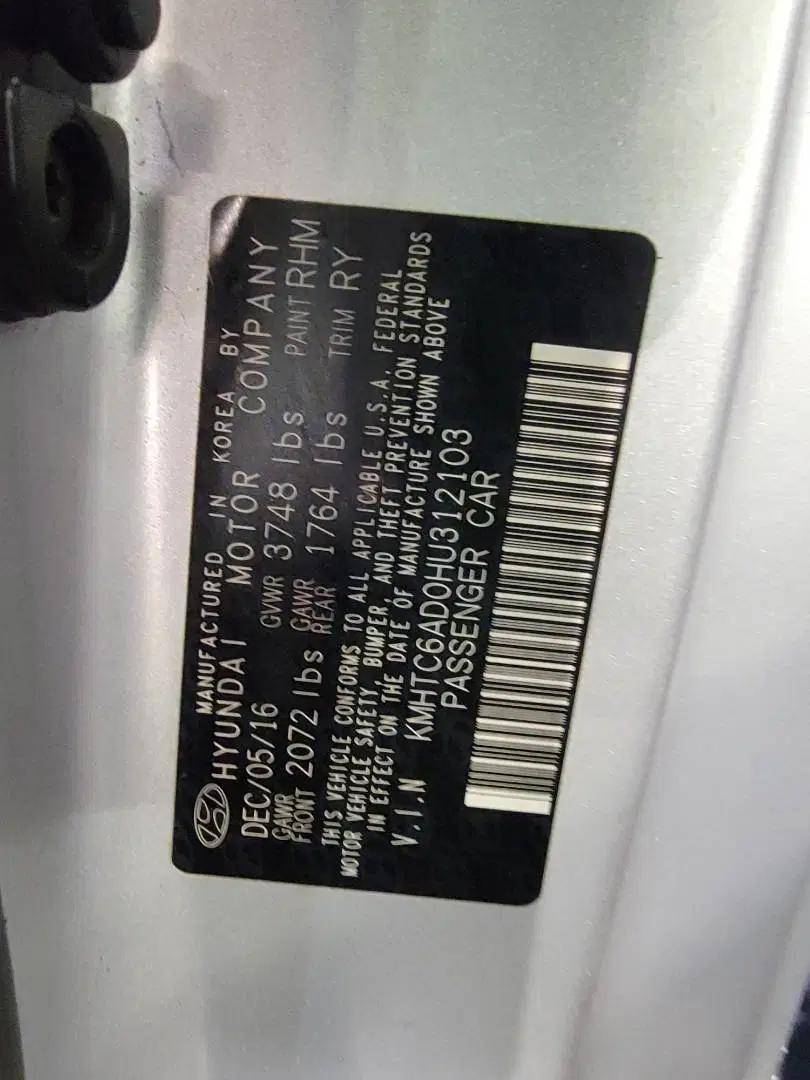 MANUFACTURED IN KOREA BY
HYUNDAI MOTOR COMPANY
DEC/05/16 GVWR 3748 lbs PAINT RHM
GAWR FRONT 2072 lbs GAWR REAR 1764 lbs TRIM RY
THIS VEHICLE CONFORMS TO ALL APPLICABLE U.S.A. FEDERAL
MOTOR VEHICLE SAFETY, BUMPER, AND THEFT PREVENTION STANDARDS
IN EFFECT ON THE DATE OF MANUFACTURE SHOWN ABOVE
V.I.N KMHTC6AD0HU312103
PASSENGER CAR